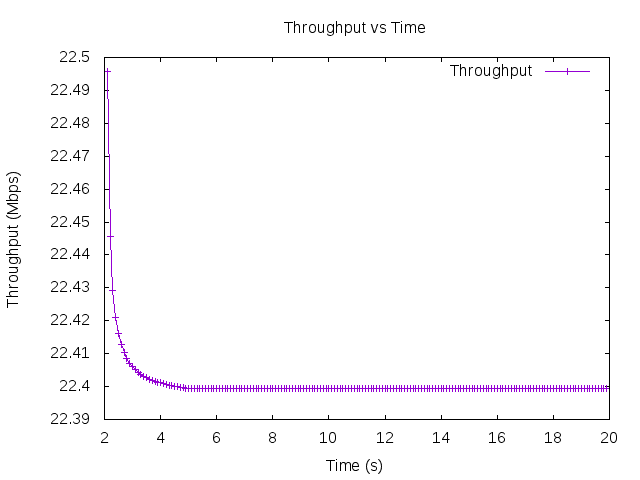 Throughput vs Time
Throughput
22.5
22.49
22.48
22.47
22.46
22.45
22.44
22.43
22.42
22.41
22.4
22.39
Throughput (Mbps)
2 4 6 8 10 12 14 16 18 20
Time (s)